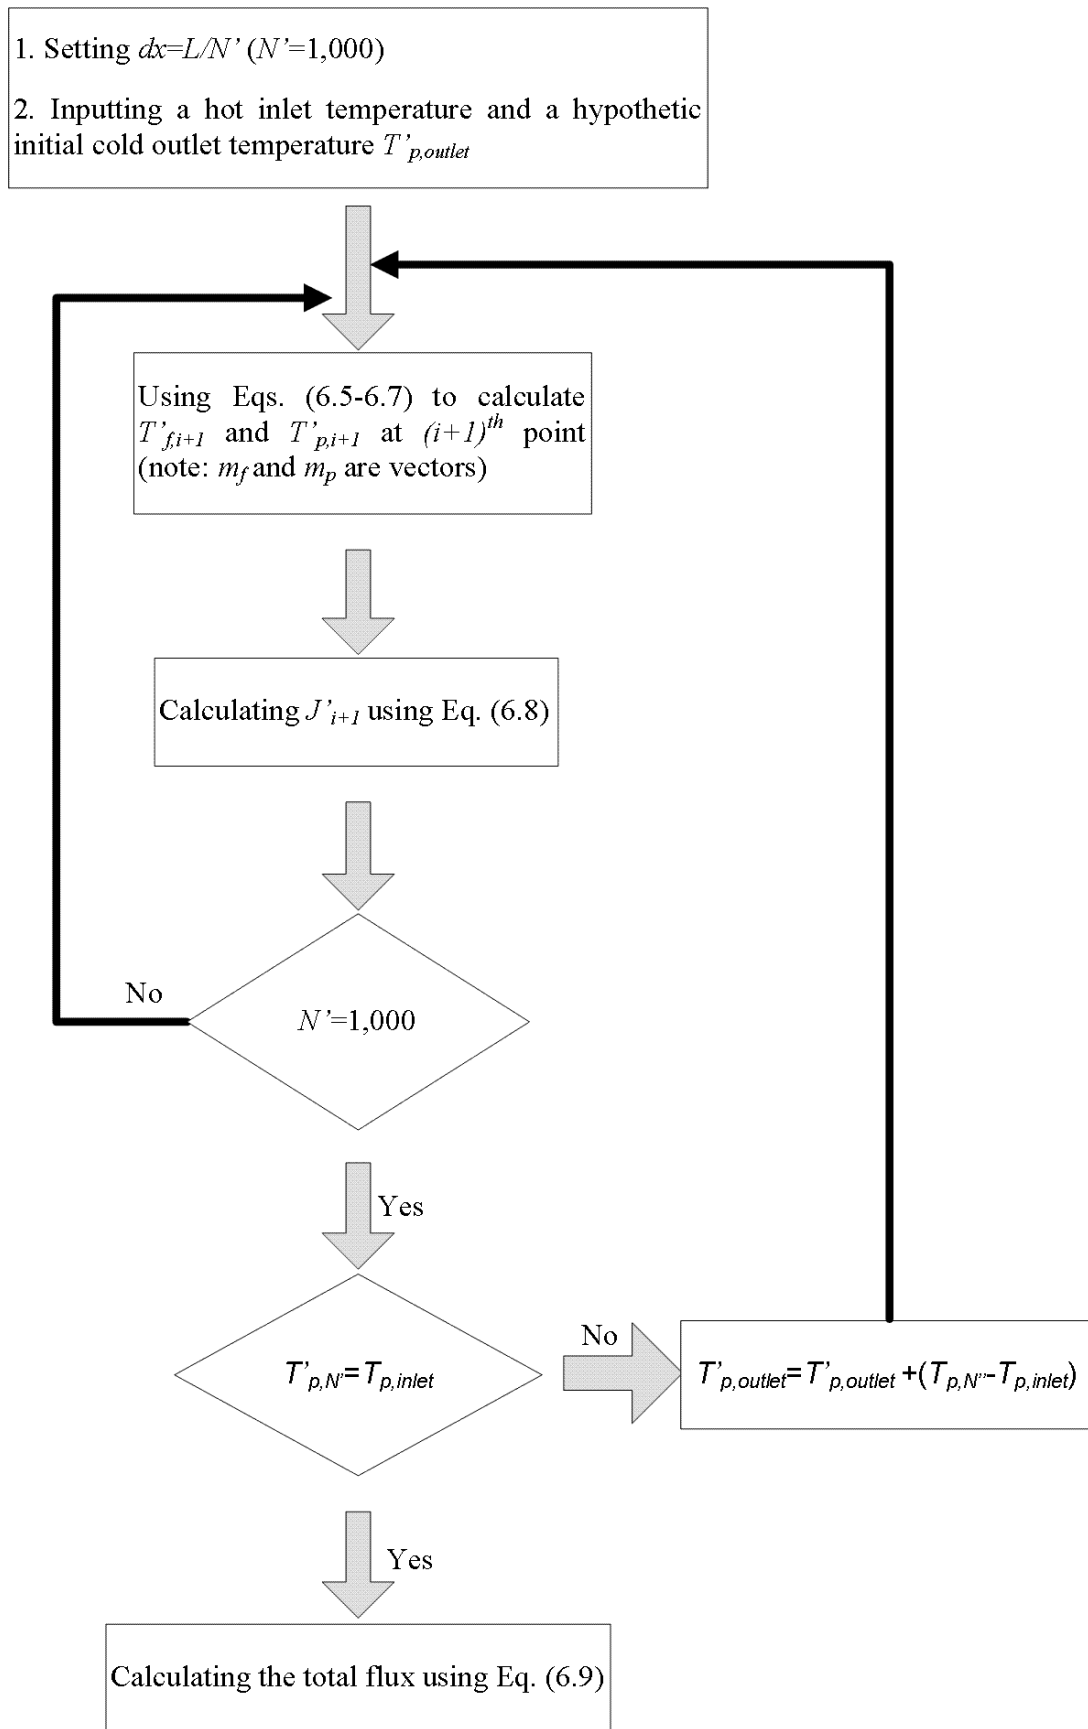 1. Setting dx=L/N’ (N’=1,000)
2. Inputting a hot inlet temperature and a hypothetic
initial cold outlet temperature T’p,outlet
Using Eqs. (6.5-6.7) to calculate
T’f,i+1 and T’p,i+1 at (i+1)th point
(note: mf and mp are vectors)
Calculating J’i+1 using Eq. (6.8)
No
N’=1,000
Yes
No
T’p,N’=Tp,inlet
T’p,outlet=T’p,outlet +(Tp,N’’-Tp,inlet)
Yes
Calculating the total flux using Eq. (6.9)